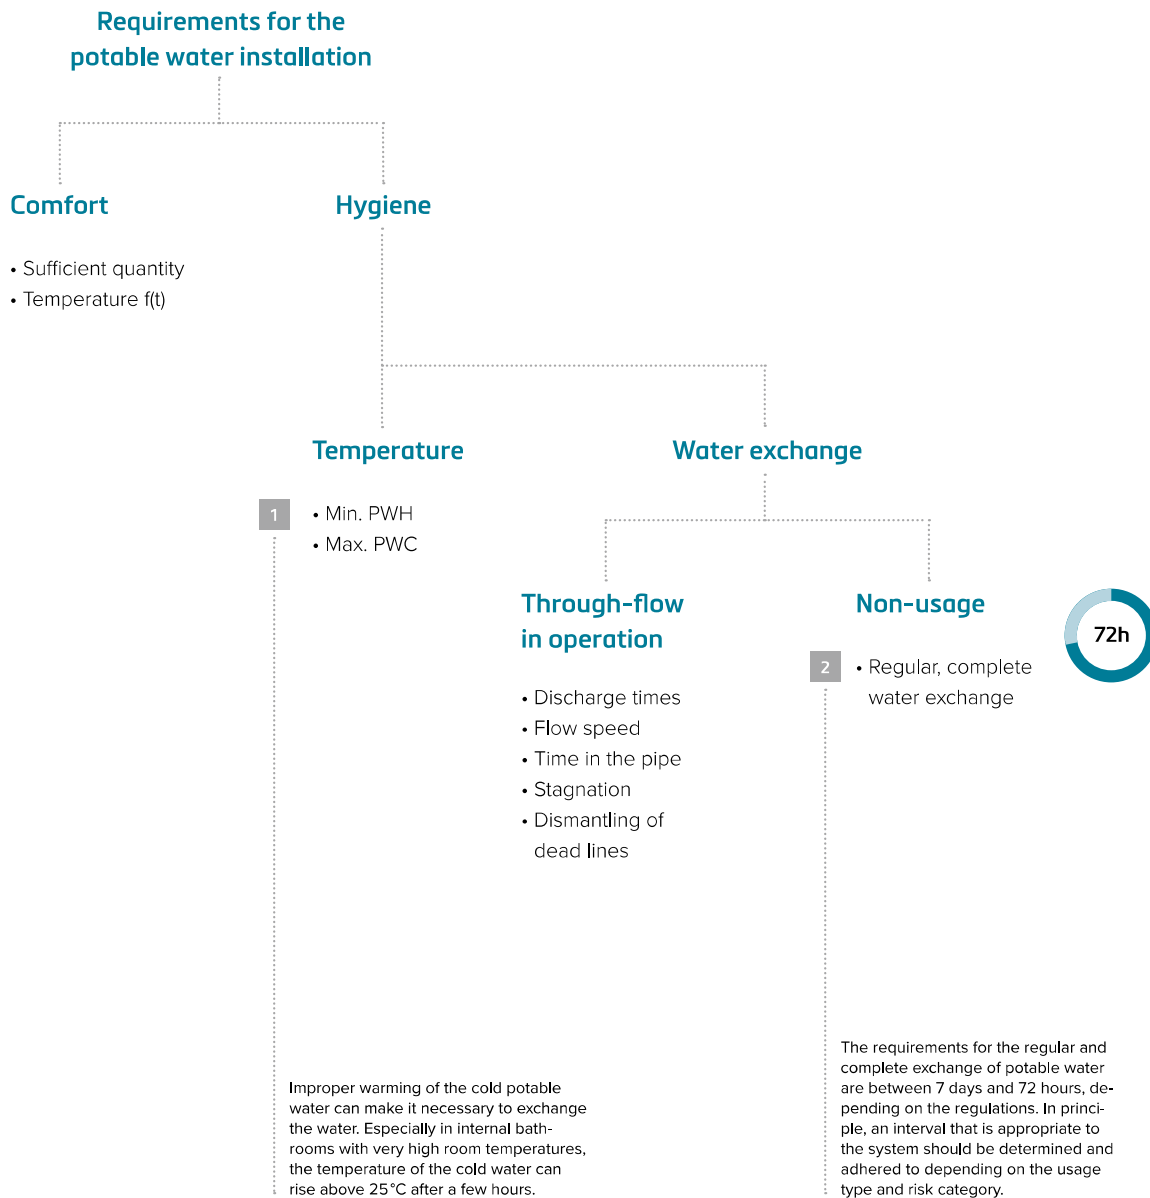 Requirements for the
potable water installation
Comfort
• Sufficient quantity
• Temperature f(t)
Hygiene
Temperature
1
• Min. PWH
• Max. PWC
Water exchange
Through-flow
in operation
• Discharge times
• Flow speed
• Time in the pipe
• Stagnation
• Dismantling of
dead lines
Non-usage
2
• Regular, complete
water exchange
72h
Improper warming of the cold potable
water can make it necessary to exchange
the water. Especially in internal bath-
rooms with very high room temperatures,
the temperature of the cold water can
rise above 25 °C after a few hours.
The requirements for the regular and
complete exchange of potable water
are between 7 days and 72 hours, de-
pending on the regulations. In princi-
ple, an interval that is appropriate to
the system should be determined and
adhered to depending on the usage
type and risk category.